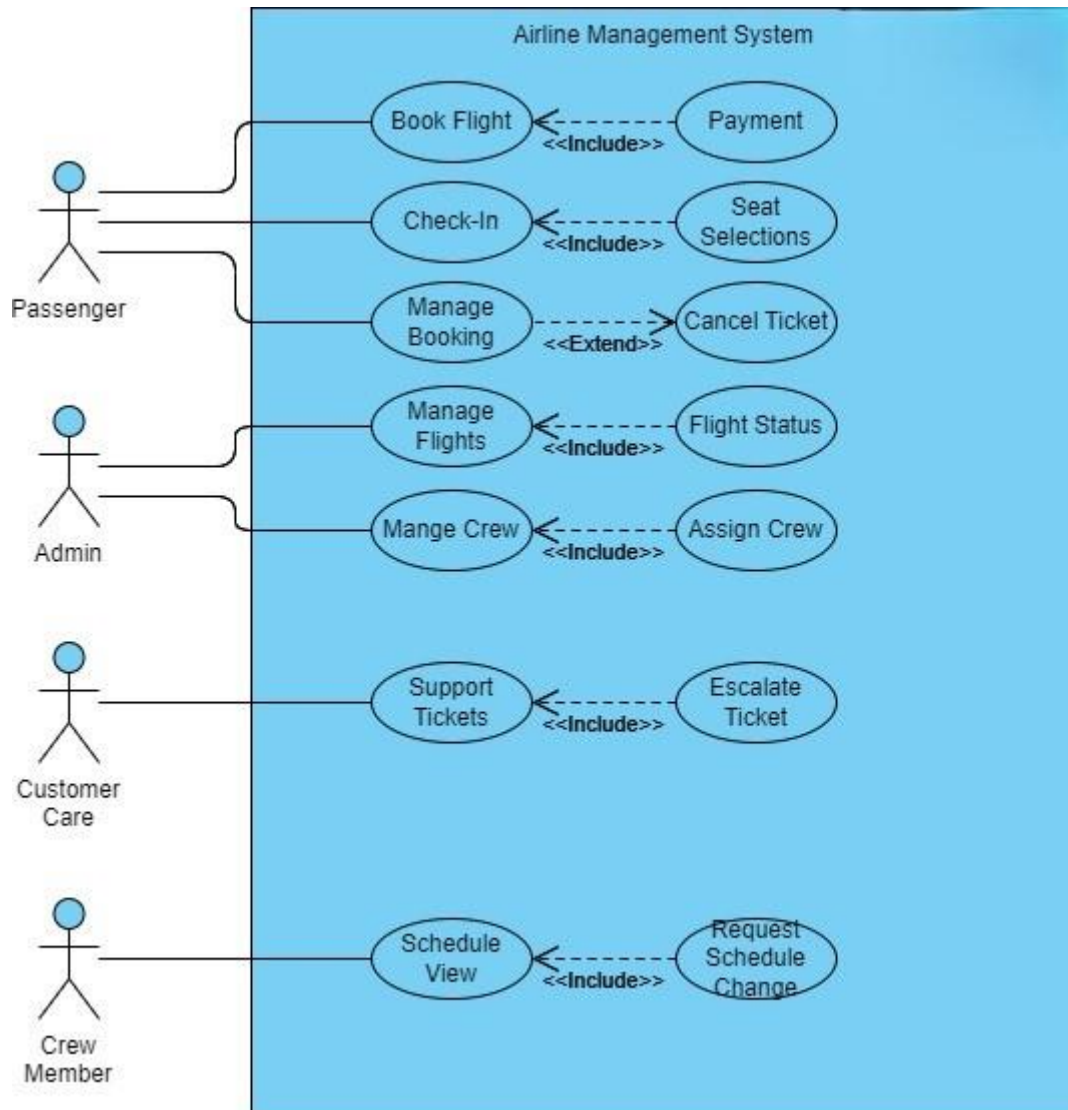 Airline Management System
Book Flight
<<Include>>
Payment
Check-In
<<Include>>
Seat
Selections
Passenger
Manage
Booking
<<Extend>>
Cancel Ticket
Manage
Flights
<<Include>>
Flight Status
Admin
Mange Crew
<<Include>>
Assign Crew
Customer
Care
Support
Tickets
<<Include>>
Escalate
Ticket
Crew
Member
Schedule
View
<<Include>>
Request
Schedule
Change